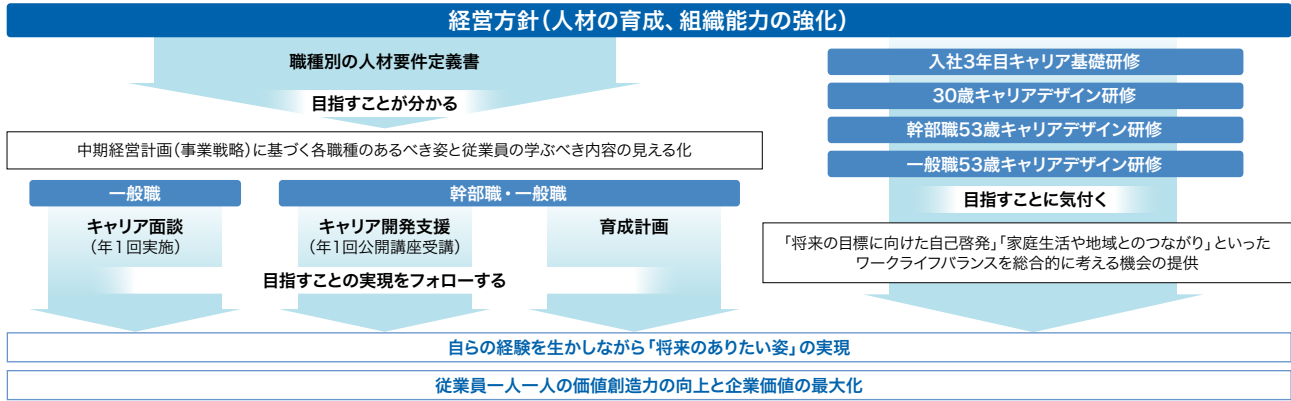 経営方針(人材の育成、組織能力の強化)
職種別の人材要件定義書
目指すことが分かる
中期経営計画(事業戦略)に基づく各職種のあるべき姿と従業員の学ぶべき内容の見える化
一般職
幹部職・一般職
キャリア面談
(年1回実施)
キャリア開発支援
(年1回公開講座受講)
育成計画
目指すことの実現をフォローする
入社3年目キャリア基礎研修
30歳キャリアデザイン研修
幹部職53歳キャリアデザイン研修
一般職53歳キャリアデザイン研修
目指すことに気付く
「将来の目標に向けた自己啓発」「家庭生活や地域とのつながり」といった
ワークライフバランスを総合的に考える機会の提供
自らの経験を生かしながら「将来のありたい姿」の実現
従業員一人一人の価値創造力の向上と企業価値の最大化